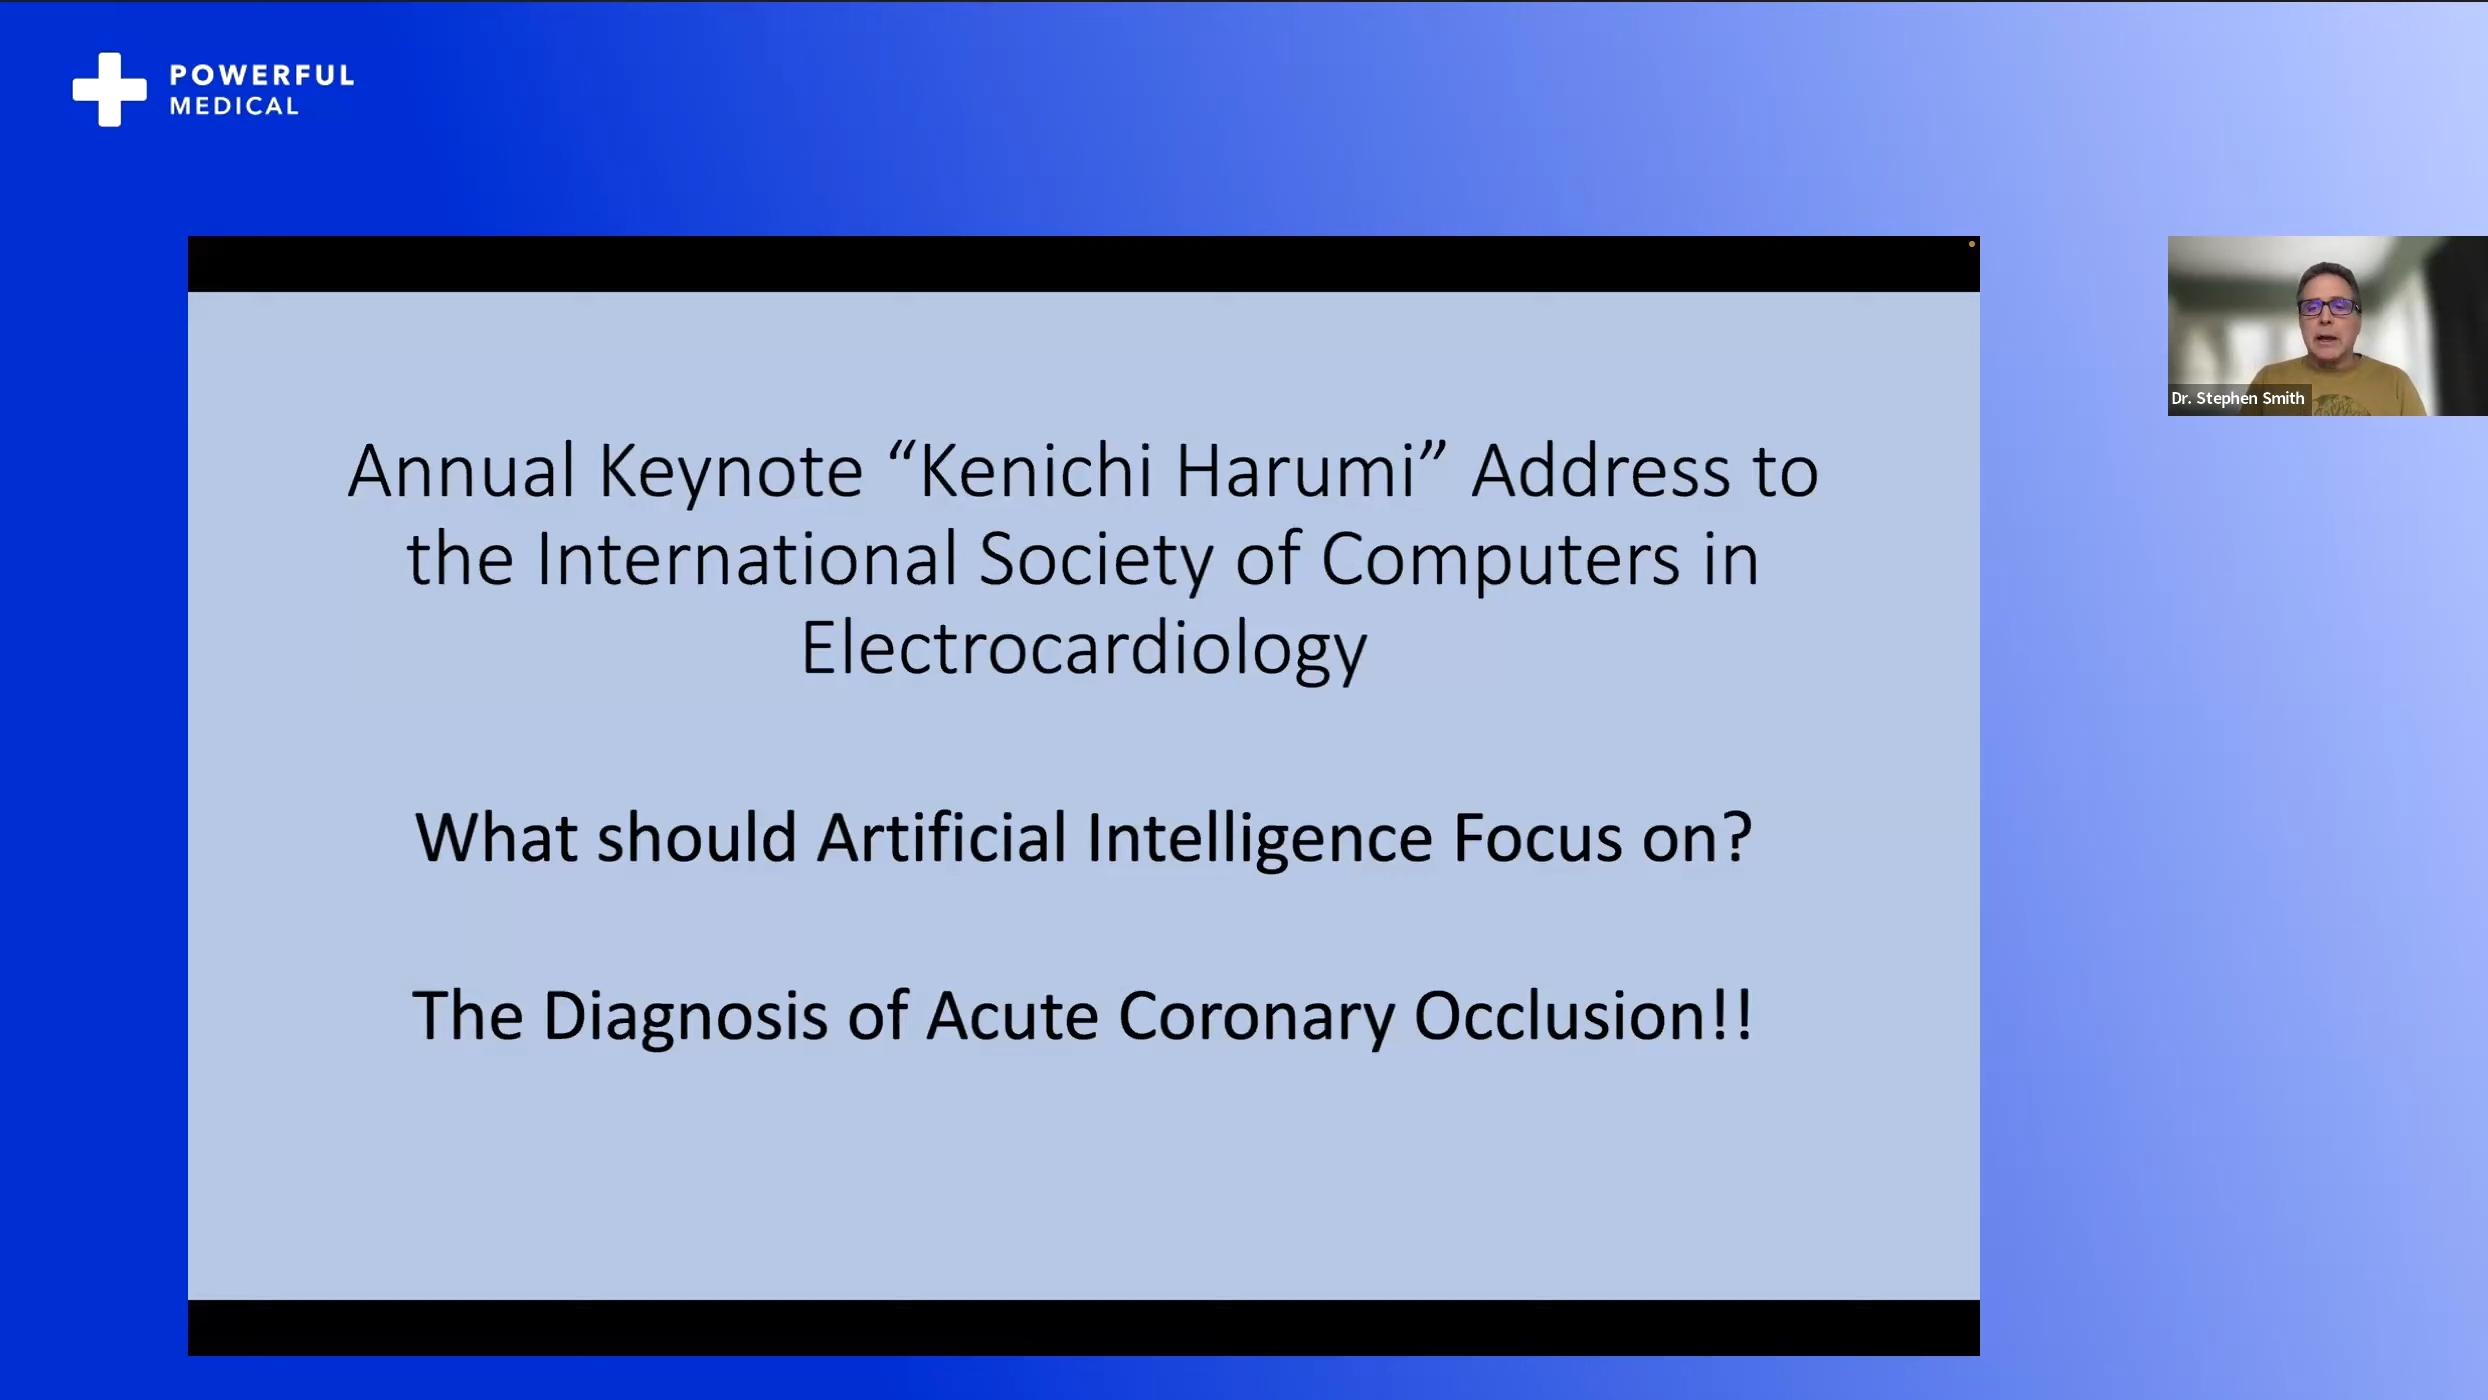 POWERFUL
MEDICAL
Annual Keynote “Kenichi Harumi” Address to
the International Society of Computers in
Electrocardiology
What should Artificial Intelligence Focus on?
The Diagnosis of Acute Coronary Occlusion!!
Dr. Stephen Smith